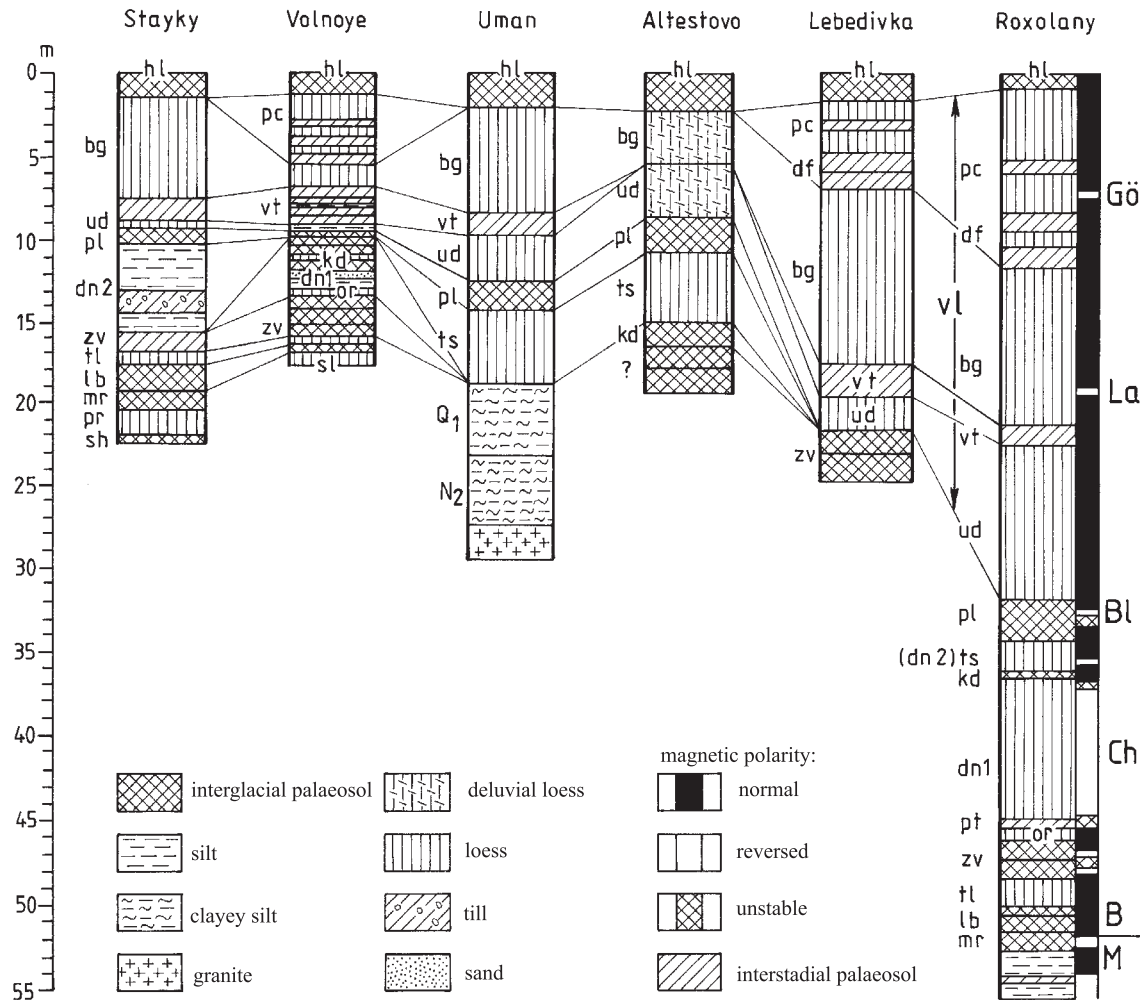 Stayky Volnoye Uman Altestovo Lebedivka Roxolany
m
0
5
10
15
20
25
30
35
40
45
50
55
hl
bg
ud
pl
dn2
zv
tl
lb
mr
pr
sh
hl
pc
vt
kd
dn1
or
zv
sl
hl
bg
vt
ud
pl
ts
Q1
N2
hl
bg
ud
pl
ts
kd
?
hl
pc
df
bg
vt
ud
zv
hl
vl
pc
df
bg
vt
ud
pl
(dn2)ts
kd
dn1
pt
or
zv
tl
lb
mr
Gö
La
Bl
Ch
B
M
interglacial palaeosol
silt
clayey silt
granite
deluvial loess
loess
till
sand
magnetic polarity:
normal
reversed
unstable
interstadial palaeosol